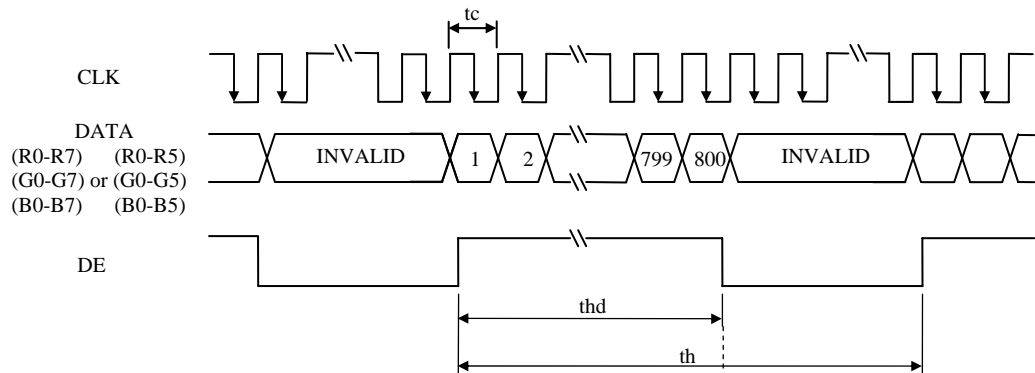 tc
CLK
DATA
(R0-R7) (R0-R5)
(G0-G7) or (G0-G5)
(B0-B7) (B0-B5)
INVALID 1 2 799 800 INVALID
DE
thd
th